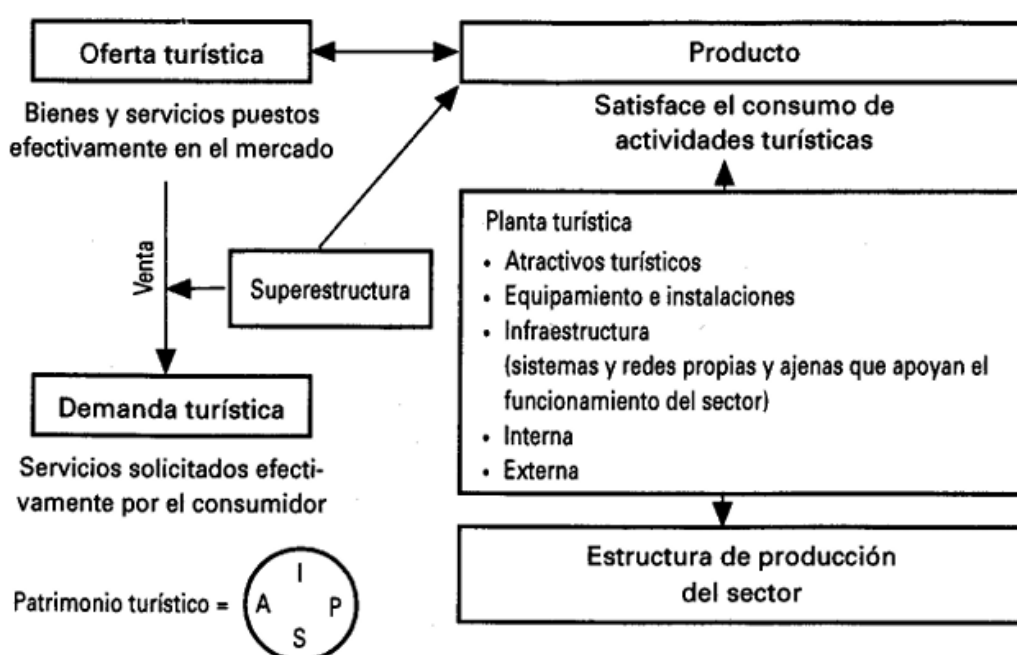 Oferta turística
Producto
Bienes y servicios puestos
efectivamente en el mercado
Satisface el consumo de
actividades turísticas
Venta
Superestructura
Planta turística
• Atractivos turísticos
• Equipamiento e instalaciones
• Infraestructura
(sistemas y redes propias y ajenas que apoyan el
funcionamiento del sector)
• Interna
• Externa
Demanda turística
Servicios solicitados efecti-
vamente por el consumidor
Estructura de producción
del sector
Patrimonio turístico =
I
A P
S